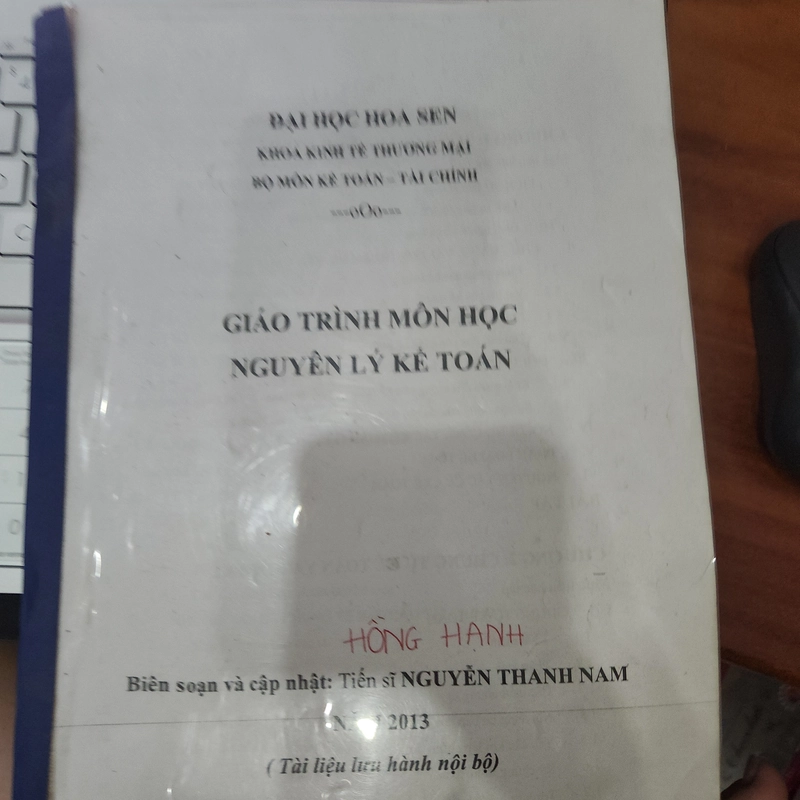 ĐẠI HỌC HOA SEN
KHOA KINH TẾ THƯƠNG MẠI
BỘ MÔN KẾ TOÁN – TÀI CHÍNH
---oOo---
GIÁO TRÌNH MÔN HỌC
NGUYÊN LÝ KẾ TOÁN
HỒNG HẠNH
Biên soạn và cập nhật: Tiến sĩ NGUYỄN THANH NAM
NĂM 2013
( Tài liệu lưu hành nội bộ)